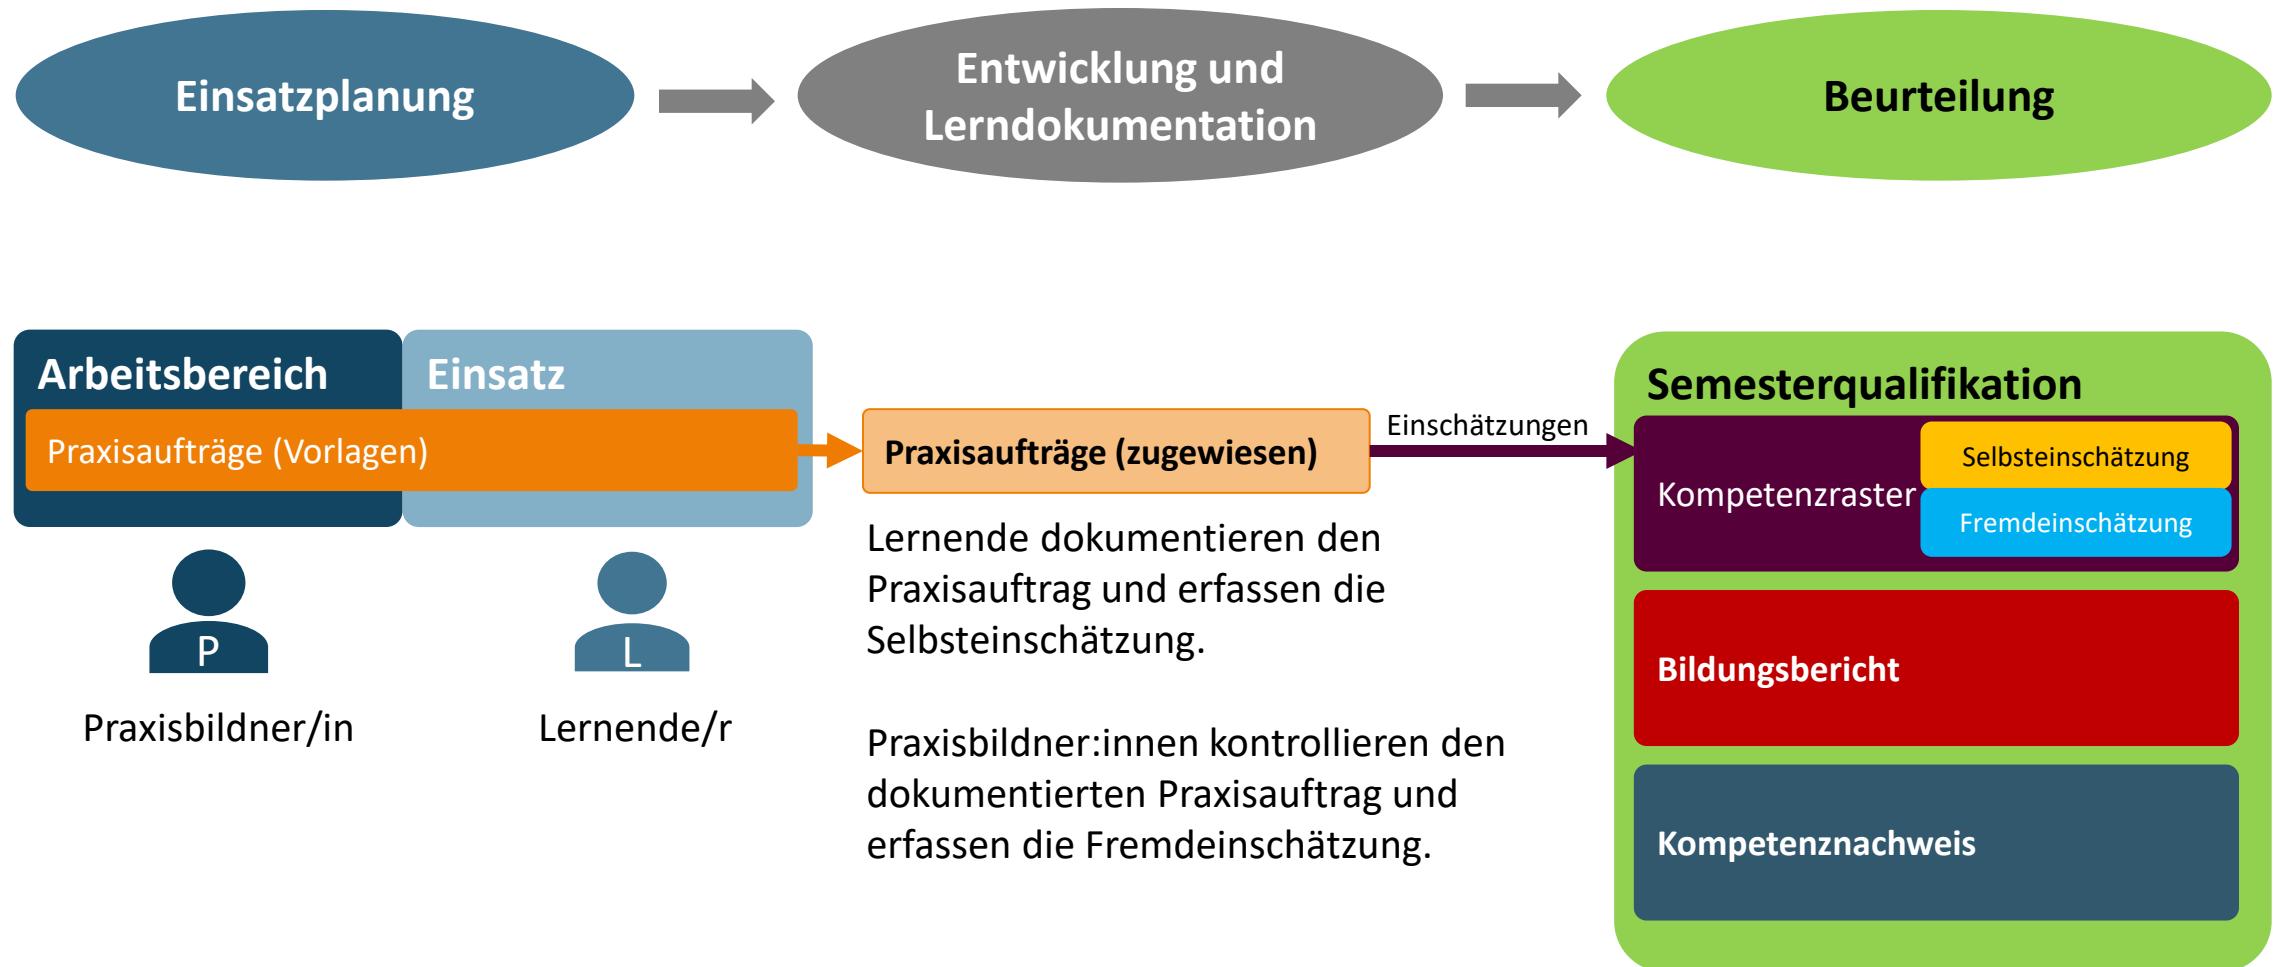 Einsatzplanung
Entwicklung und
Lerndokumentation
Beurteilung
Arbeitsbereich
Einsatz
Praxisaufträge (Vorlagen)
Praxisaufträge (zugewiesen)
Einschätzungen
Semesterqualifikation
Kompetenzraster
Selbsteinschätzung
Fremdeinschätzung
P
Praxisbildner/in
L
Lernende/r
Lernende dokumentieren den
Praxisauftrag und erfassen die
Selbsteinschätzung.
Praxisbildner:innen kontrollieren den
dokumentierten Praxisauftrag und
erfassen die Fremdeinschätzung.
Bildungsbericht
Kompetenznachweis